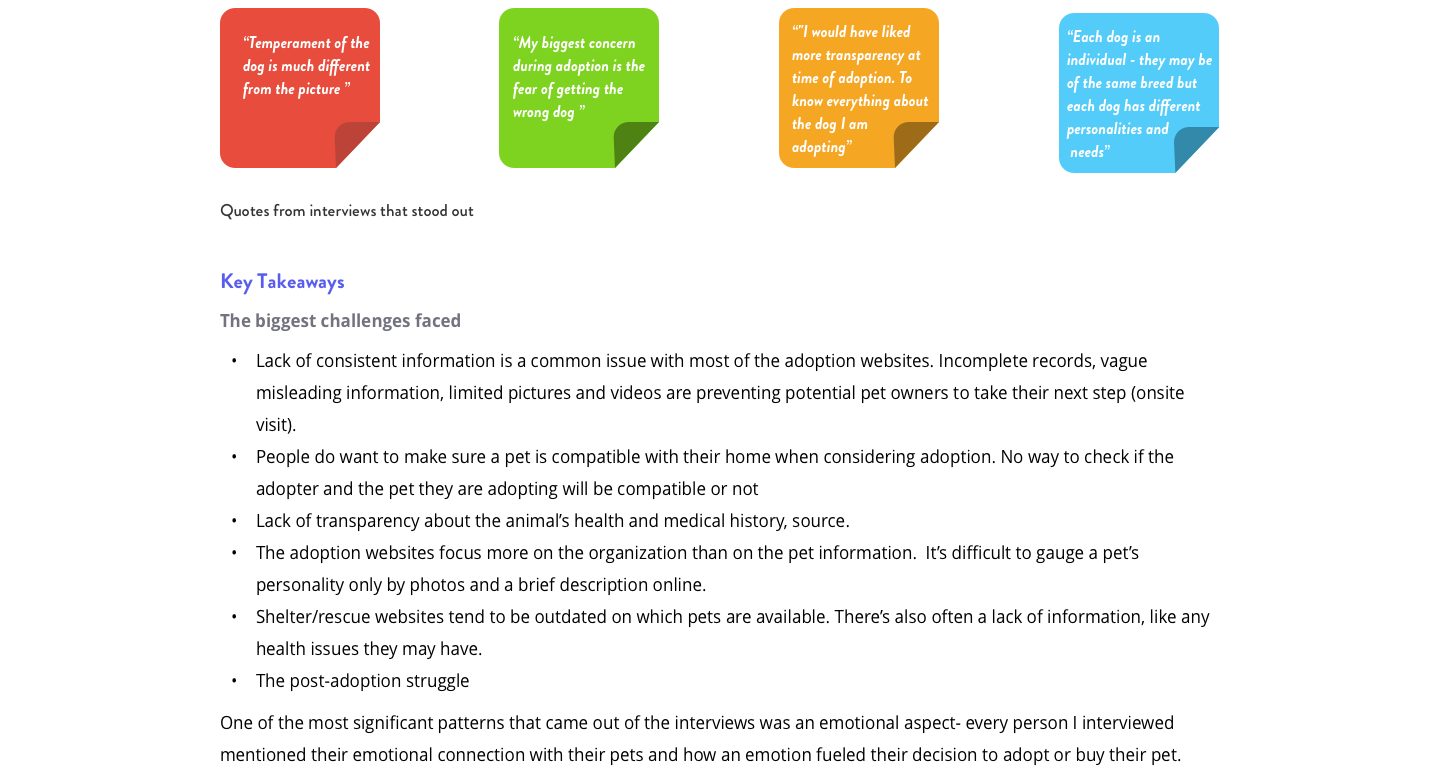 “Temperament of the
dog is much different
from the picture ”
“My biggest concern
during adoption is the
fear of getting the
wrong dog ”
“"I would have liked
more transparency at
time of adoption. To
know everything about
the dog I am
adopting”
“Each dog is an
individual - they may be
of the same breed but
each dog has different
personalities and
needs”
Quotes from interviews that stood out
Key Takeaways
The biggest challenges faced
• Lack of consistent information is a common issue with most of the adoption websites. Incomplete records, vague
misleading information, limited pictures and videos are preventing potential pet owners to take their next step (onsite
visit).
• People do want to make sure a pet is compatible with their home when considering adoption. No way to check if the
adopter and the pet they are adopting will be compatible or not
• Lack of transparency about the animal’s health and medical history, source.
• The adoption websites focus more on the organization than on the pet information.  It’s difficult to gauge a pet’s
personality only by photos and a brief description online.
• Shelter/rescue websites tend to be outdated on which pets are available. There’s also often a lack of information, like any
health issues they may have.
• The post-adoption struggle
One of the most significant patterns that came out of the interviews was an emotional aspect- every person I interviewed
mentioned their emotional connection with their pets and how an emotion fueled their decision to adopt or buy their pet.